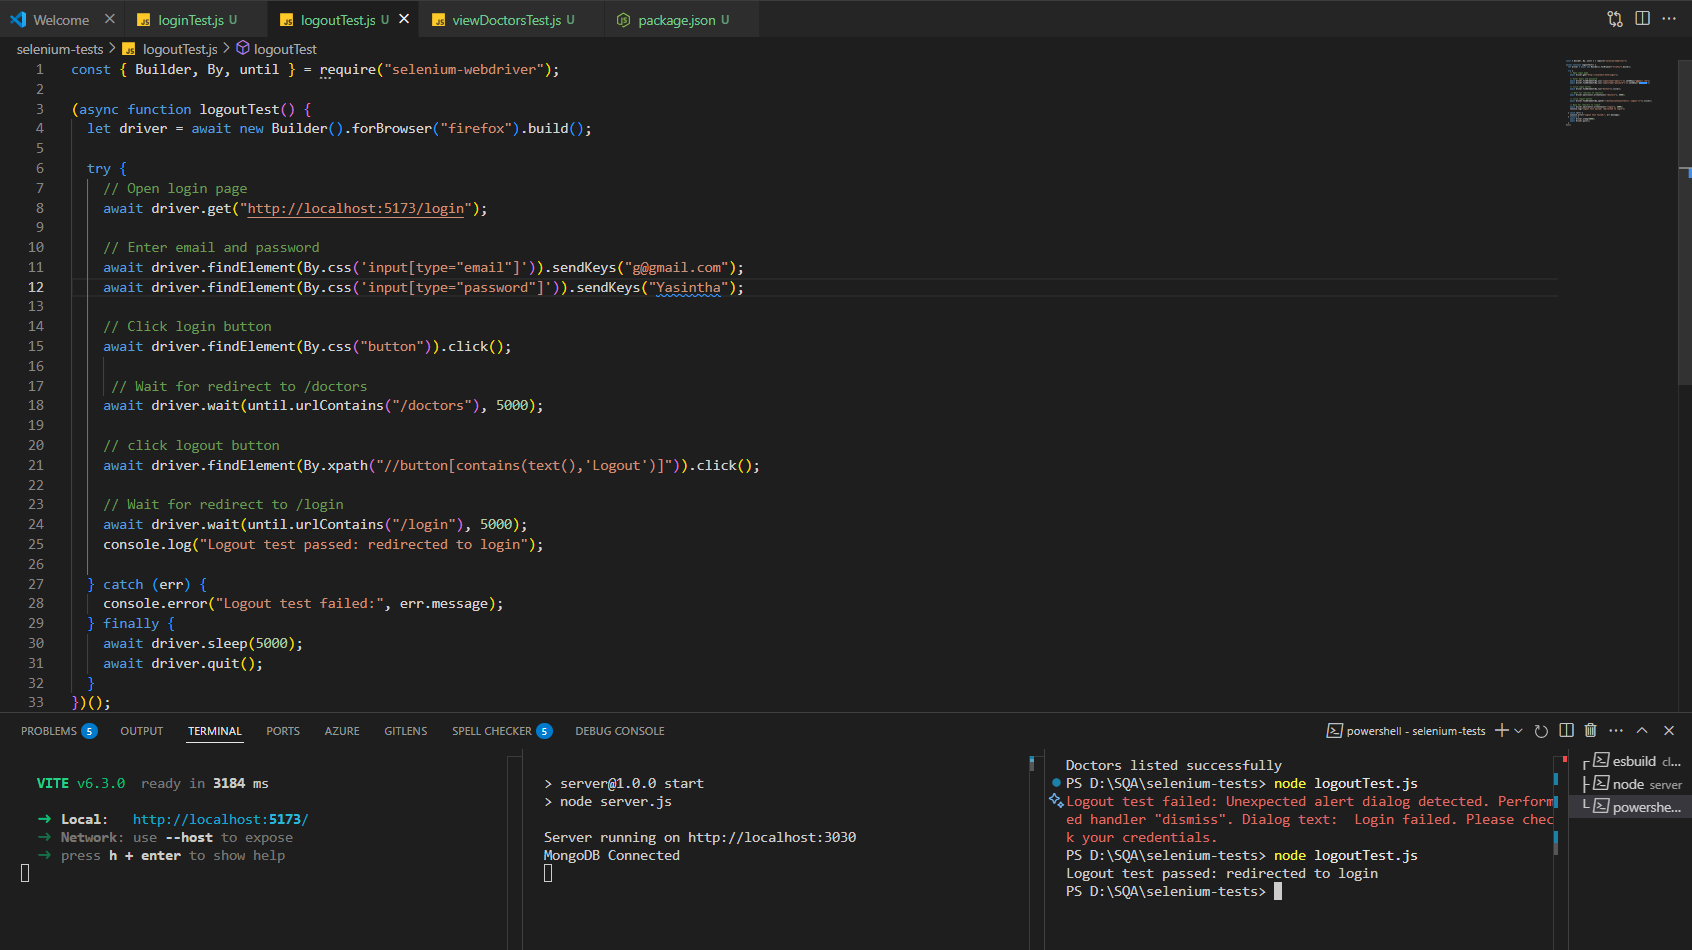 Welcome
loginTest.js U
logoutTest.js U
viewDoctorsTest.js U
package.json U
selenium-tests > logoutTest.js > logoutTest
1 const { Builder, By, until } = require("selenium-webdriver");
2
3 (async function logoutTest() {
4 let driver = await new Builder().forBrowser("firefox").build();
5
6 try {
7 // Open login page
8 await driver.get("http://localhost:5173/login");
9
10 // Enter email and password
11 await driver.findElement(By.css('input[type="email"]')).sendKeys("g@gmail.com");
12 await driver.findElement(By.css('input[type="password"]')).sendKeys("Yasintha");
13
14 // Click login button
15 await driver.findElement(By.css("button")).click();
16
17 // Wait for redirect to /doctors
18 await driver.wait(until.urlContains("/doctors"), 5000);
19
20 // click logout button
21 await driver.findElement(By.xpath("//button[contains(text(),'Logout')]")).click();
22
23 // Wait for redirect to /login
24 await driver.wait(until.urlContains("/login"), 5000);
25 console.log("Logout test passed: redirected to login");
26
27 } catch (err) {
28 console.error("Logout test failed:", err.message);
29 } finally {
30 await driver.sleep(5000);
31 await driver.quit();
32 }
33 })();
PROBLEMS 5 OUTPUT TERMINAL PORTS AZURE GITLENS SPELL CHECKER 5 DEBUG CONSOLE
powershell - selenium-tests
VITE v6.3.0 ready in 3184 ms
➜ Local: http://localhost:5173/
➜ Network: use --host to expose
➜ press h + enter to show help
> server@1.0.0 start
> node server.js
Server running on http://localhost:3030
MongoDB Connected
Doctors listed successfully
PS D:\SQA\selenium-tests> node logoutTest.js
Logout test failed: Unexpected alert dialog detected. Perform
ed handler "dismiss". Dialog text: Login failed. Please chec
k your credentials.
PS D:\SQA\selenium-tests> node logoutTest.js
Logout test passed: redirected to login
PS D:\SQA\selenium-tests>
esbuild cl...
node server
powershe...